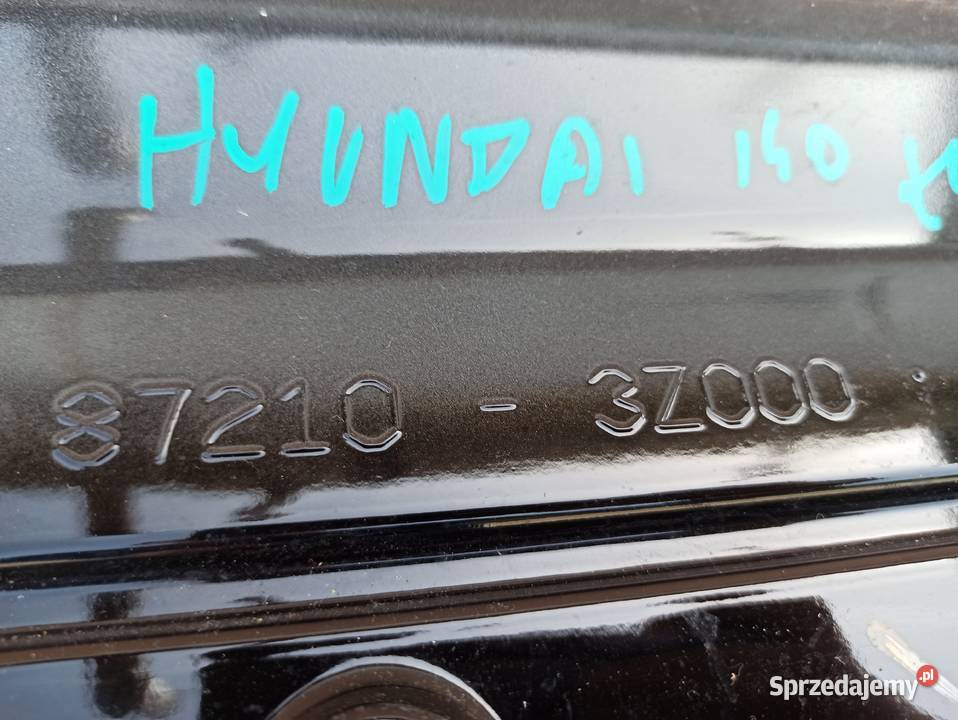 HYUNDAI i40
87210 - 3Z000
Sprzedajemy.pl